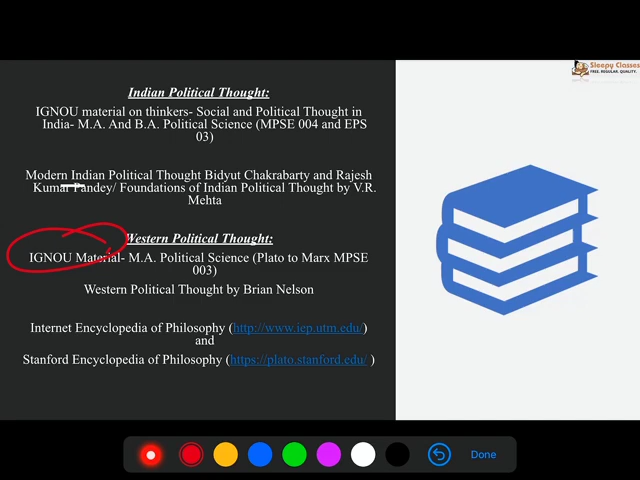 Sleepy Classes
FREE. REGULAR. QUALITY.
Indian Political Thought:
IGNOU material on thinkers- Social and Political Thought in
India- M.A. And B.A. Political Science (MPSE 004 and EPS
03)
Modern Indian Political Thought Bidyut Chakrabarty and Rajesh
Kumar Pandey/ Foundations of Indian Political Thought by V.R.
Mehta
Western Political Thought:
IGNOU Material- M.A. Political Science (Plato to Marx MPSE
003)
Western Political Thought by Brian Nelson
Internet Encyclopedia of Philosophy (http://www.iep.utm.edu/)
and
Stanford Encyclopedia of Philosophy (https://plato.stanford.edu/ )
Done